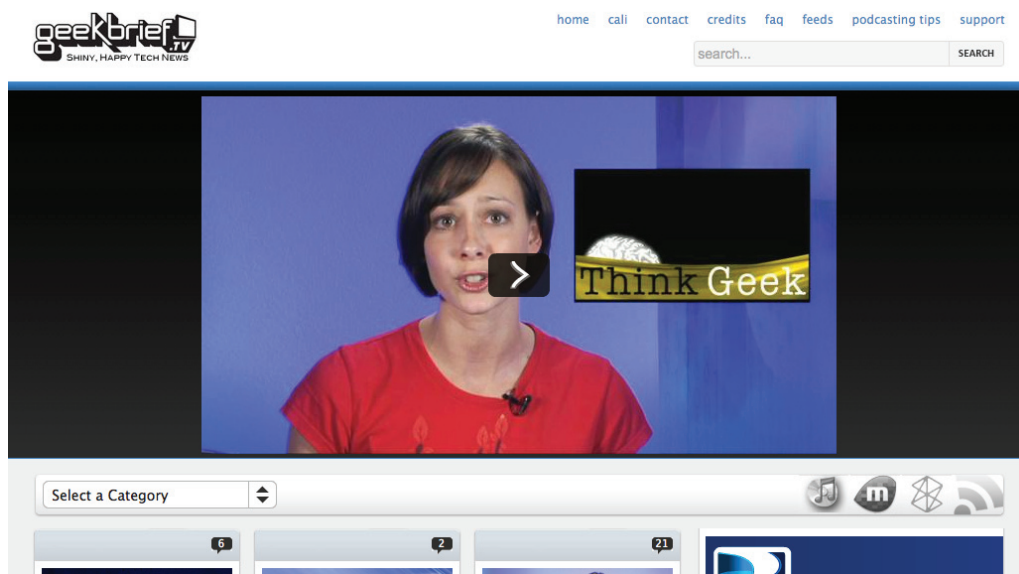 geekbrief
.TV
SHINY, HAPPY TECH NEWS
home cali contact credits faq feeds podcasting tips support
search...
SEARCH
Think Geek
Select a Category
m
6
2
21